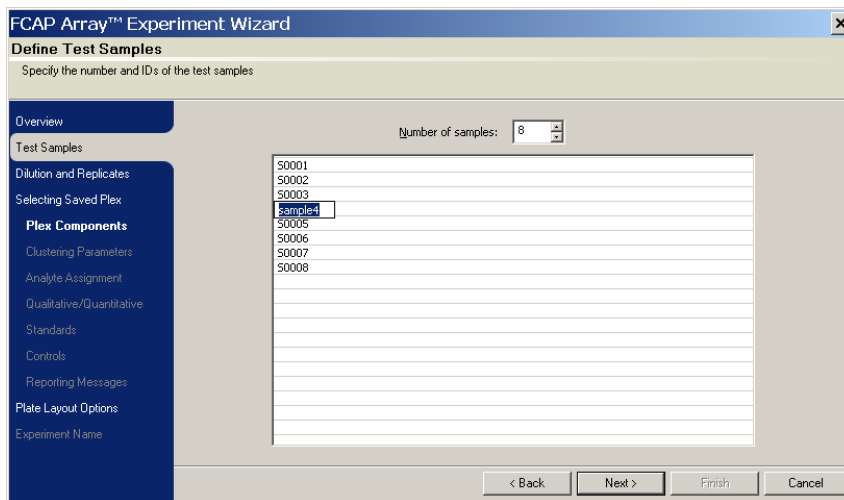 FCAP Array™ Experiment Wizard
Define Test Samples
Specify the number and IDs of the test samples
Overview
Test Samples
Dilution and Replicates
Selecting Saved Plex
Plex Components
Clustering Parameters
Analyte Assignment
Qualitative/Quantitative
Standards
Controls
Reporting Messages
Plate Layout Options
Experiment Name
Number of samples: 8
S0001
S0002
S0003
sample4
S0005
S0006
S0007
S0008
< Back Next > Finish Cancel